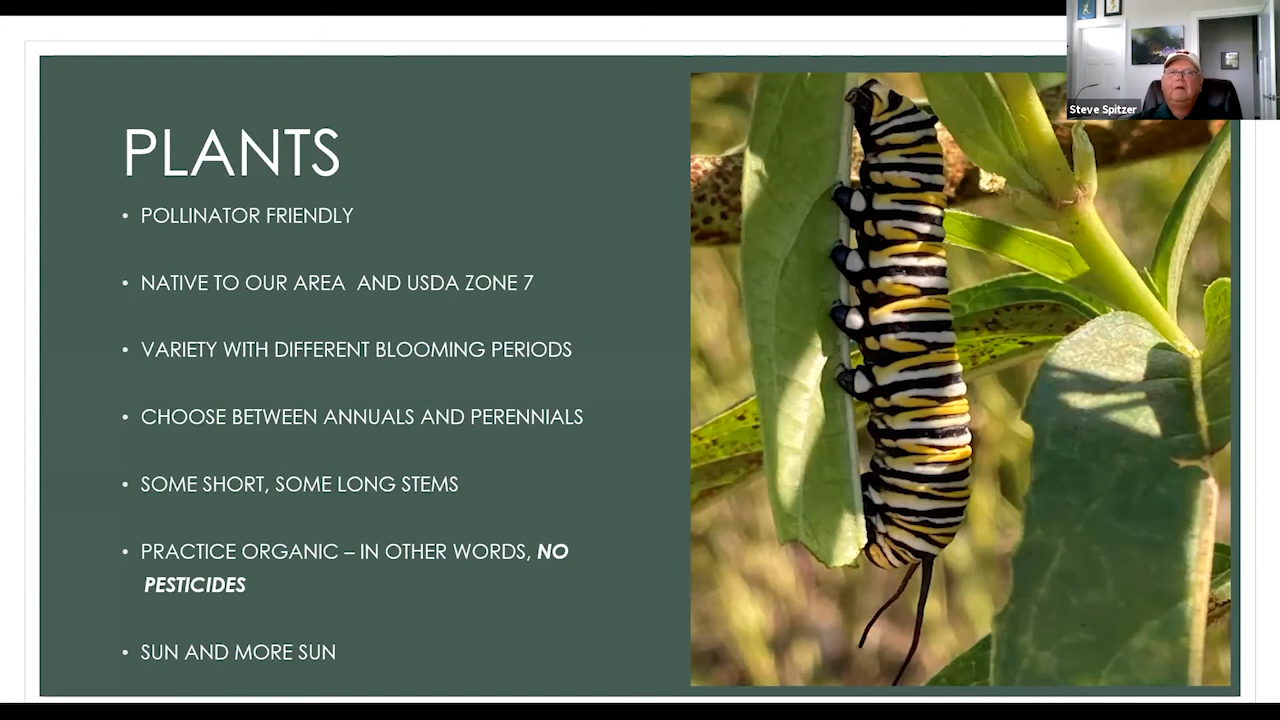 Steve Spitzer
PLANTS
• POLLINATOR FRIENDLY
• NATIVE TO OUR AREA  AND USDA ZONE 7
• VARIETY WITH DIFFERENT BLOOMING PERIODS
• CHOOSE BETWEEN ANNUALS AND PERENNIALS
• SOME SHORT, SOME LONG STEMS
• PRACTICE ORGANIC – IN OTHER WORDS, NO
PESTICIDES
• SUN AND MORE SUN